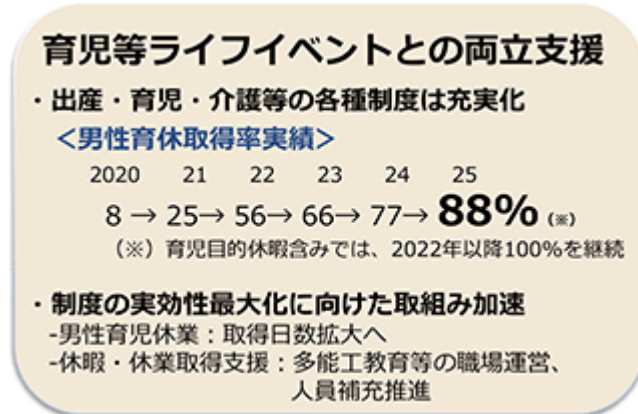 育児等ライフイベントとの両立支援
・出産・育児・介護等の各種制度は充実化
＜男性育休取得率実績＞
2020 21 22 23 24 25
8 → 25→ 56→ 66→ 77→ 88% (※)
（※）育児目的休暇含みでは、2022年以降100%を継続
・制度の実効性最大化に向けた取組み加速
-男性育児休業：取得日数拡大へ
-休暇・休業取得支援：多能工教育等の職場運営、
人員補充推進